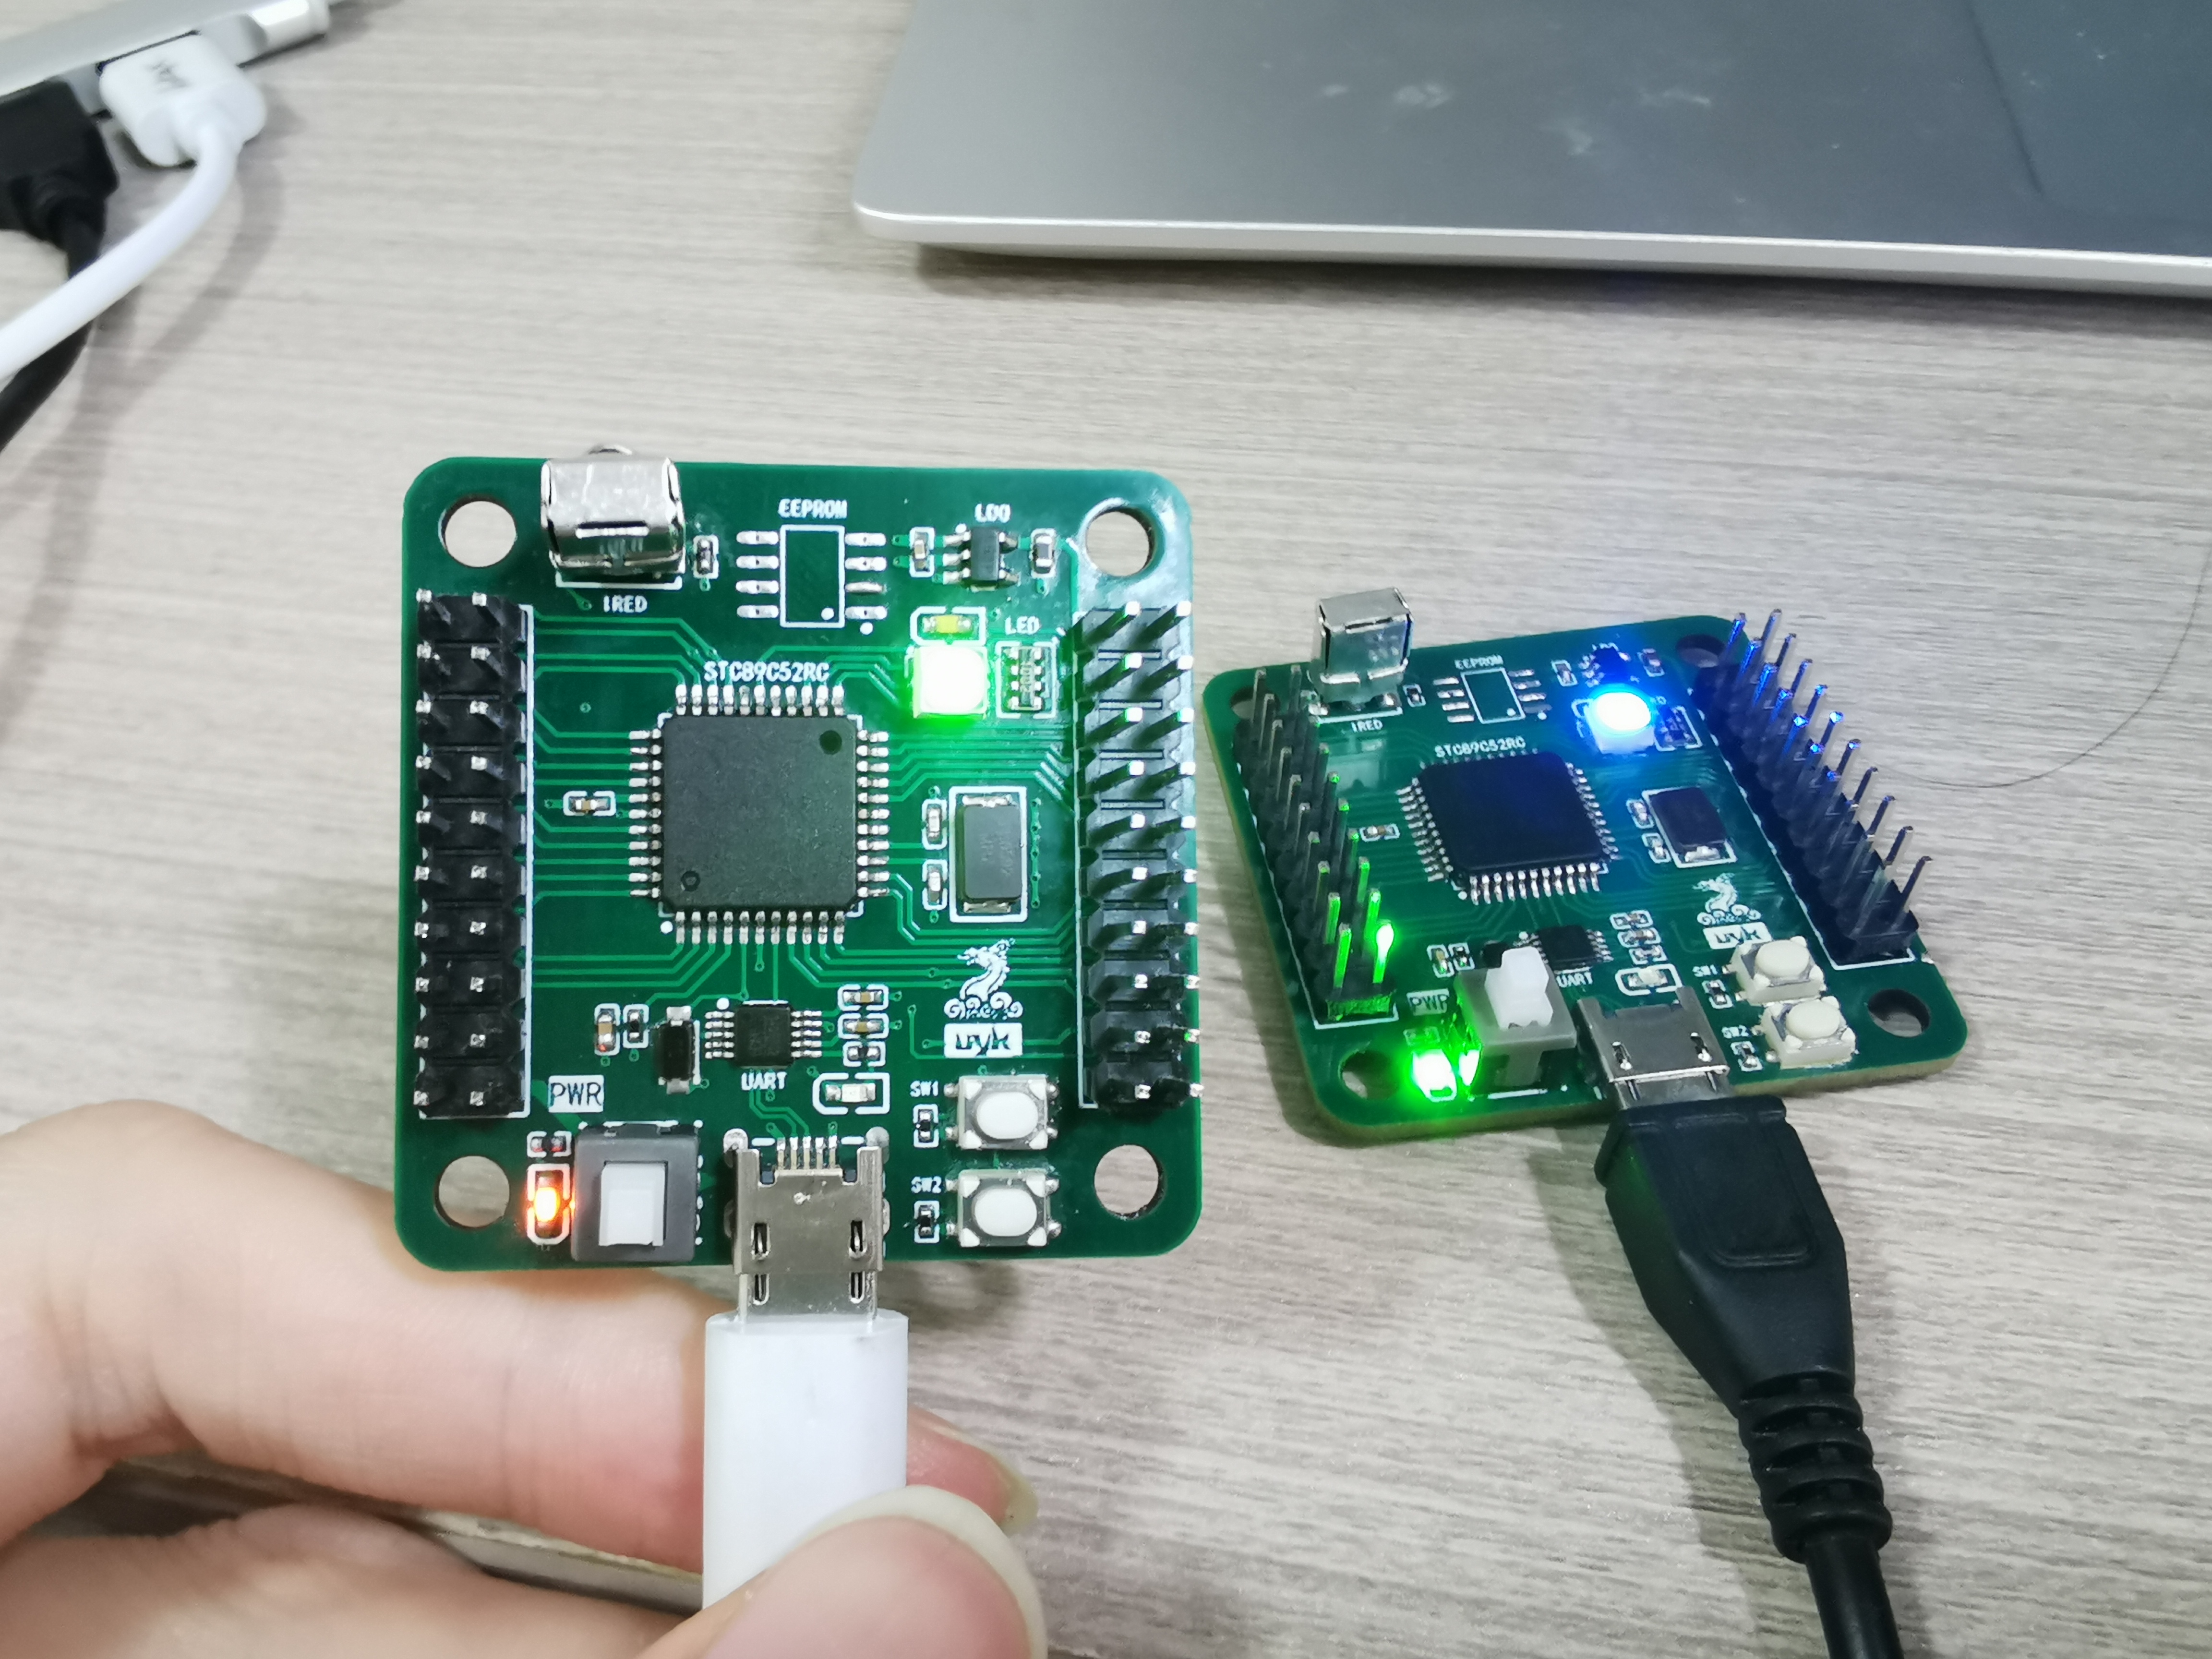 EEPROM
LDO
IRED
LED
STC89C52RC
uyk
UART
PWR
SW1
SW2
EEPROM
IRED
STC89C52RC
uyk
UART
PWR
SW1
SW2